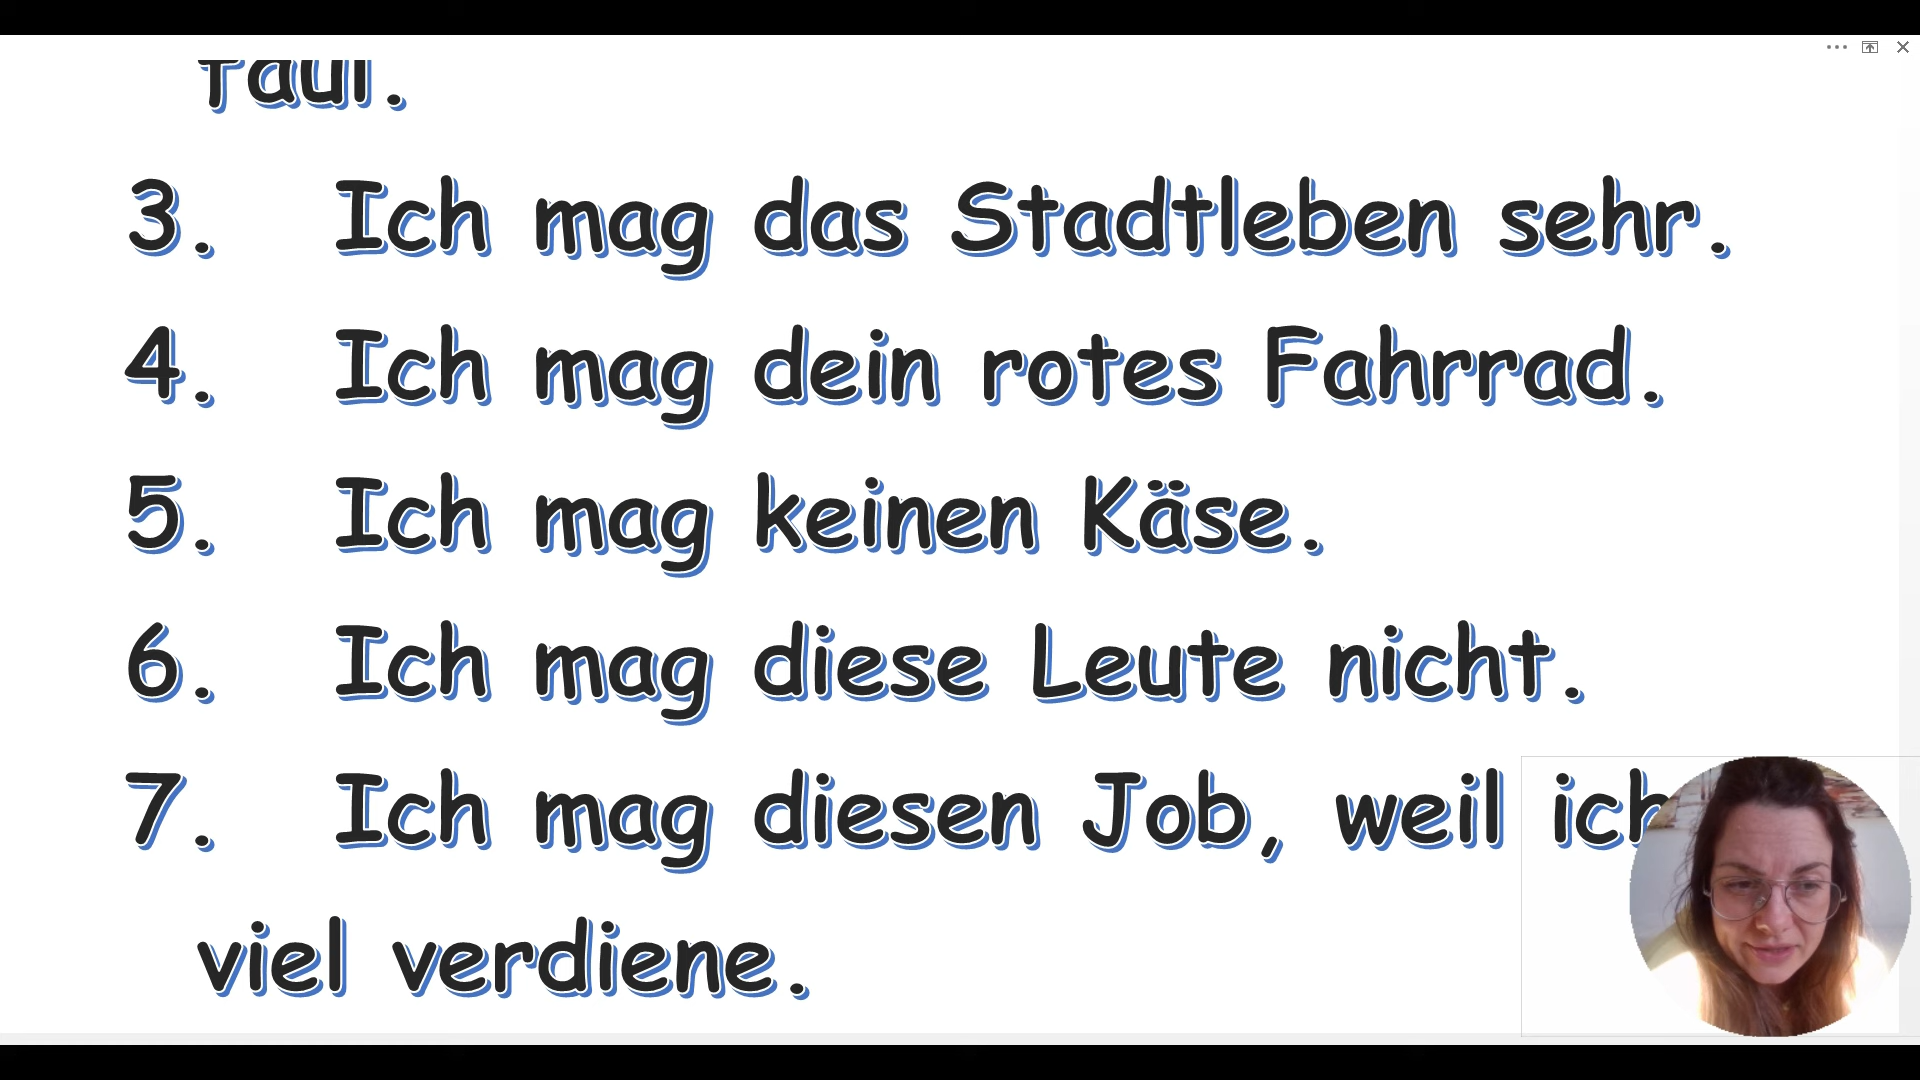 faul.
3. Ich mag das Stadtleben sehr.
4. Ich mag dein rotes Fahrrad.
5. Ich mag keinen Käse.
6. Ich mag diese Leute nicht.
7. Ich mag diesen Job, weil ich
viel verdiene.